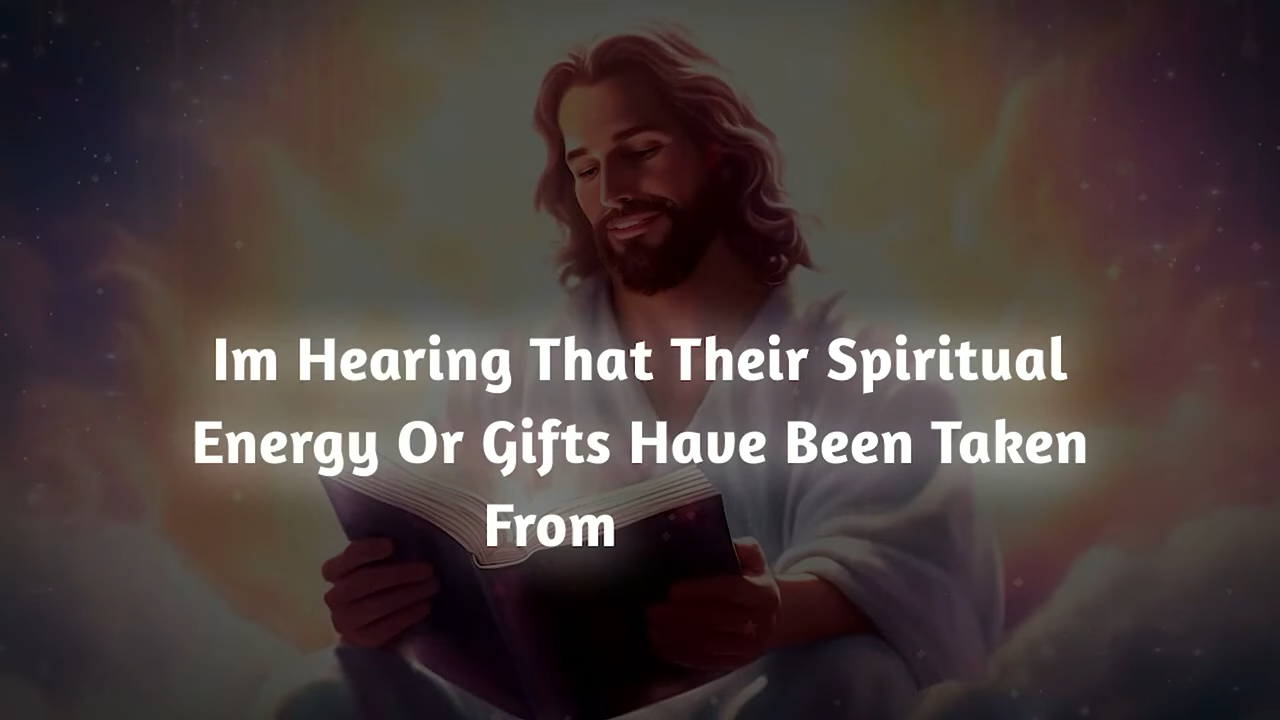 Im Hearing That Their Spiritual
Energy Or Gifts Have Been Taken
From